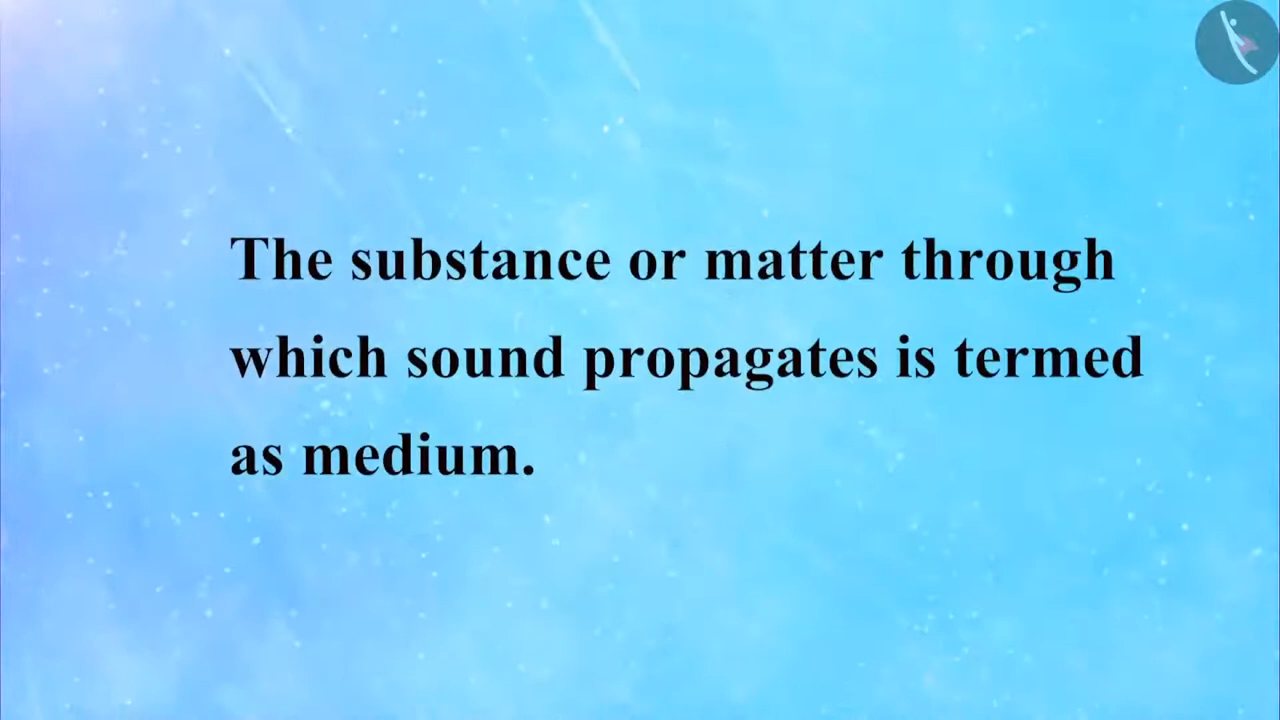 The substance or matter through
which sound propagates is termed
as medium.